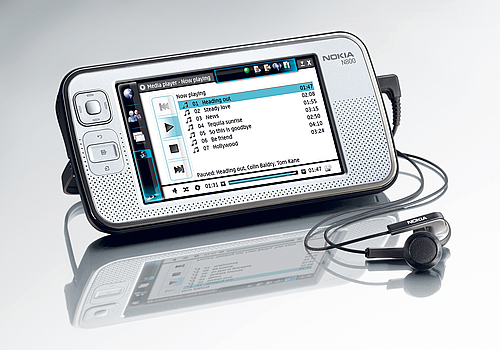 NOKIA
N800
Media player - Now playing
Now playing
01 Heading out 01:47
02 Steady love 02:08
03 News 01:55
04 Tequila sunrise 03:15
05 So this is goodbye 02:50
06 Be friend 04:10
07 Hollywood 03:24
Paused: Heading out, Colin Baldry, Tom Kane
01:31 01:47
NOKIA